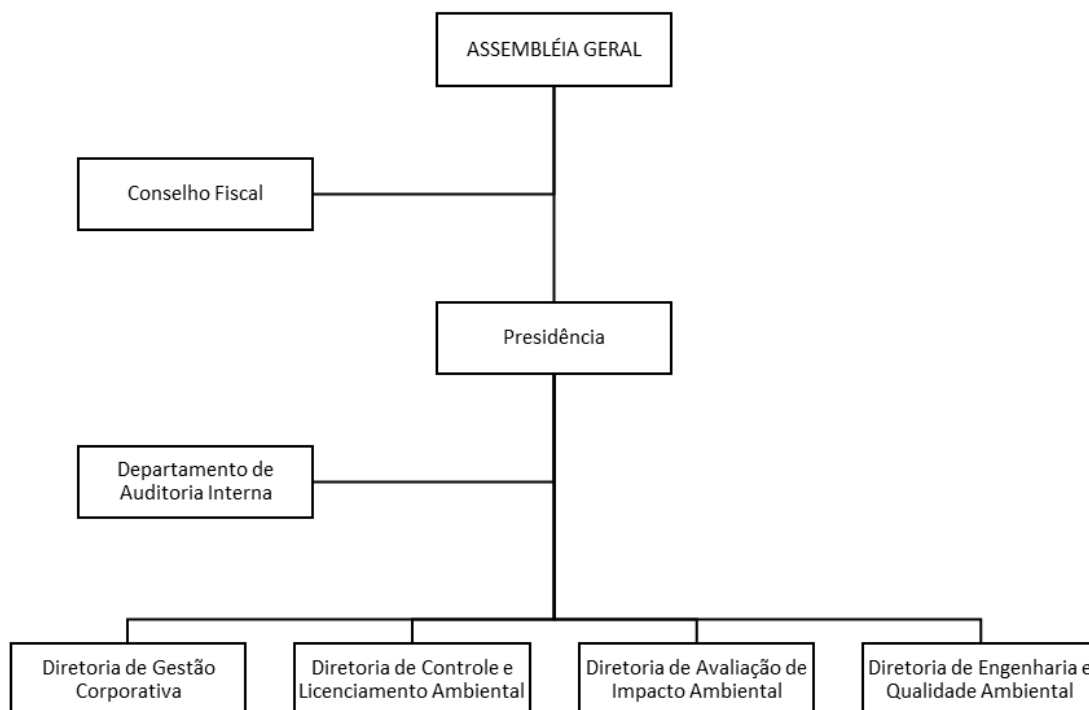 ASSEMBLÉIA GERAL
Conselho Fiscal
Presidência
Departamento de
Auditoria Interna
Diretoria de Gestão
Corporativa
Diretoria de Controle e
Licenciamento Ambiental
Diretoria de Avaliação de
Impacto Ambiental
Diretoria de Engenharia e
Qualidade Ambiental